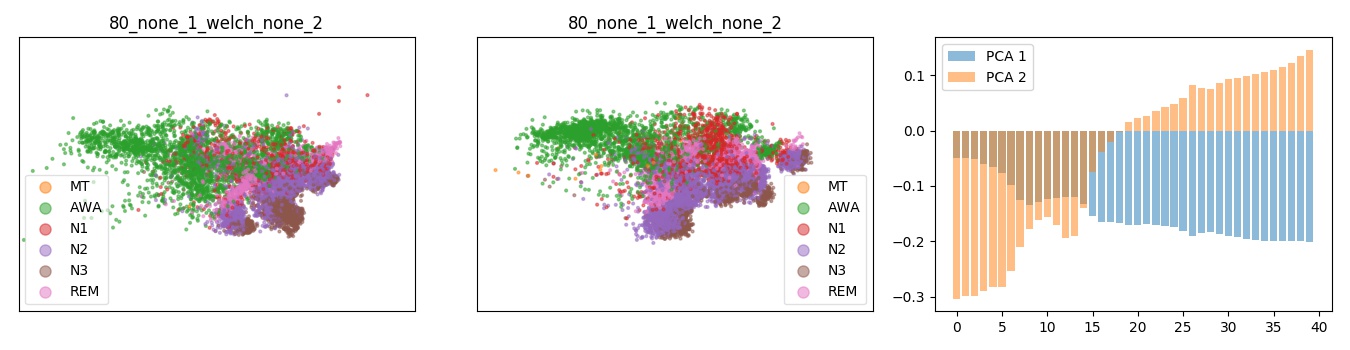 80_none_1_welch_none_2
MT
AWA
N1
N2
N3
REM
80_none_1_welch_none_2
MT
AWA
N1
N2
N3
REM
PCA 1
PCA 2
0.1
0.0
−0.1
−0.2
−0.3
0 5 10 15 20 25 30 35 40